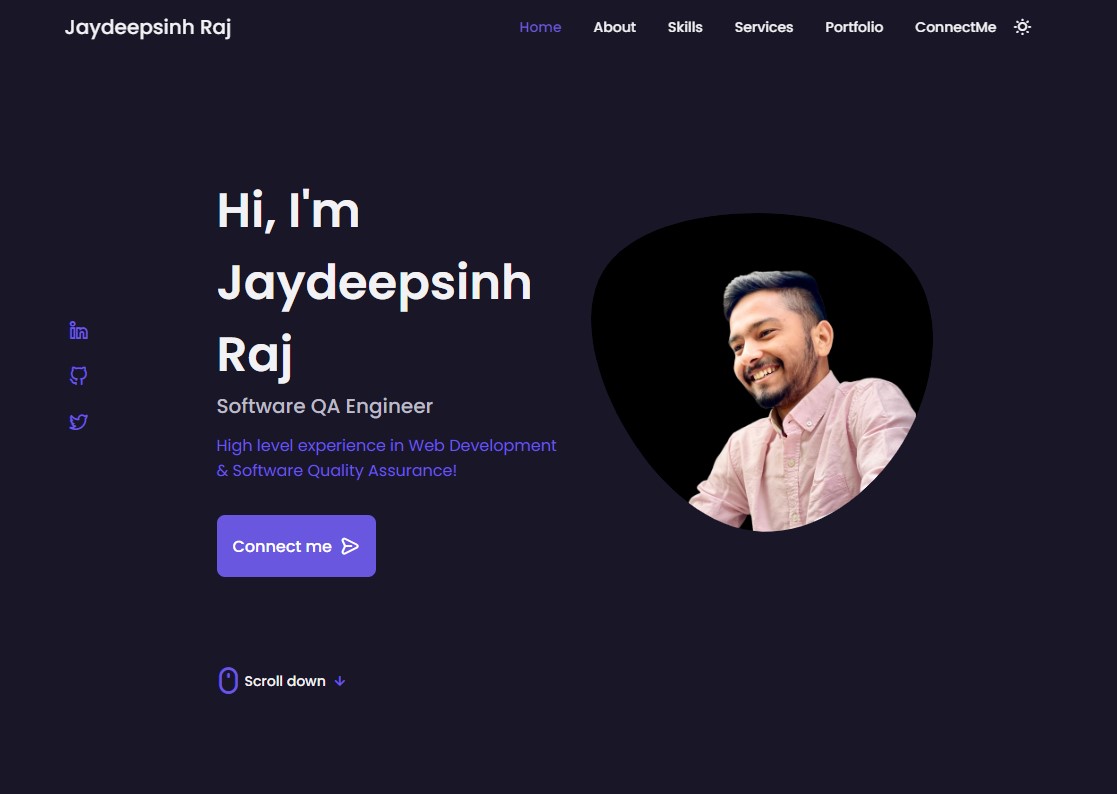 Jaydeepsinh Raj
Home About Skills Services Portfolio ConnectMe
Hi, I'm
Jaydeepsinh
Raj
Software QA Engineer
High level experience in Web Development
& Software Quality Assurance!
Connect me
Scroll down